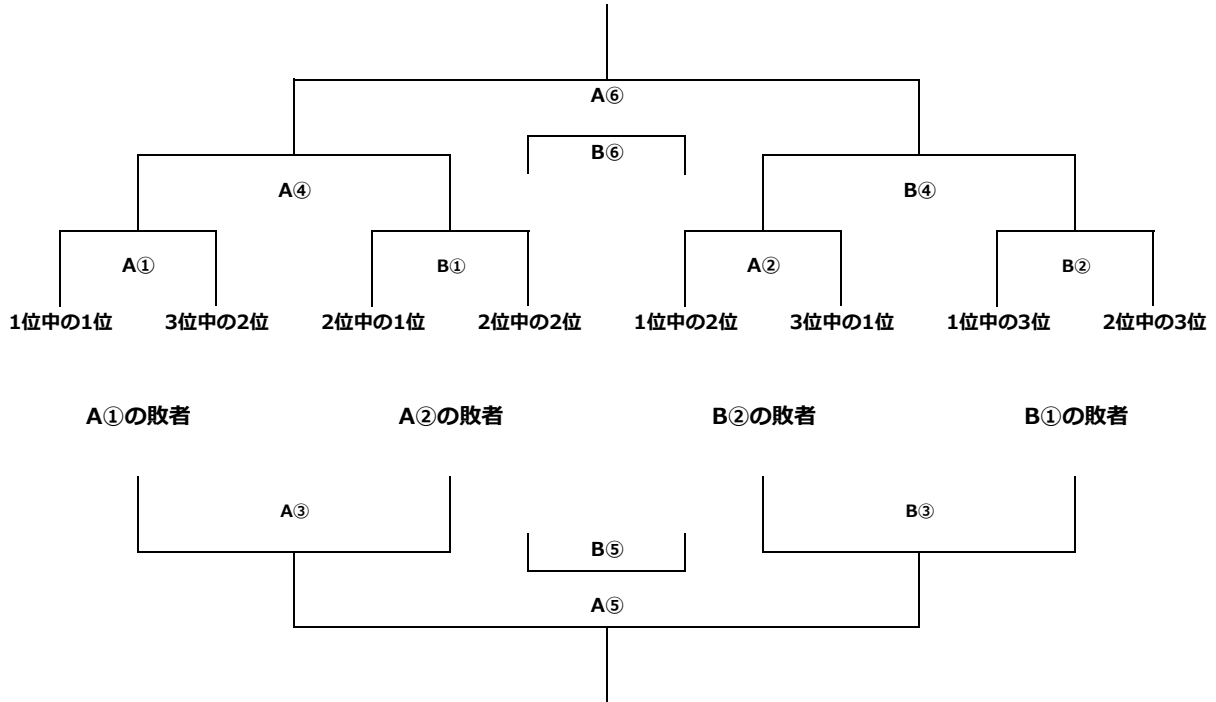 A⑥
B⑥
A④
B④
A①
B①
A②
B②
1位中の1位 3位中の2位 2位中の1位 2位中の2位 1位中の2位 3位中の1位 1位中の3位 2位中の3位
A①の敗者 A②の敗者 B②の敗者 B①の敗者
A③
B③
B⑤
A⑤